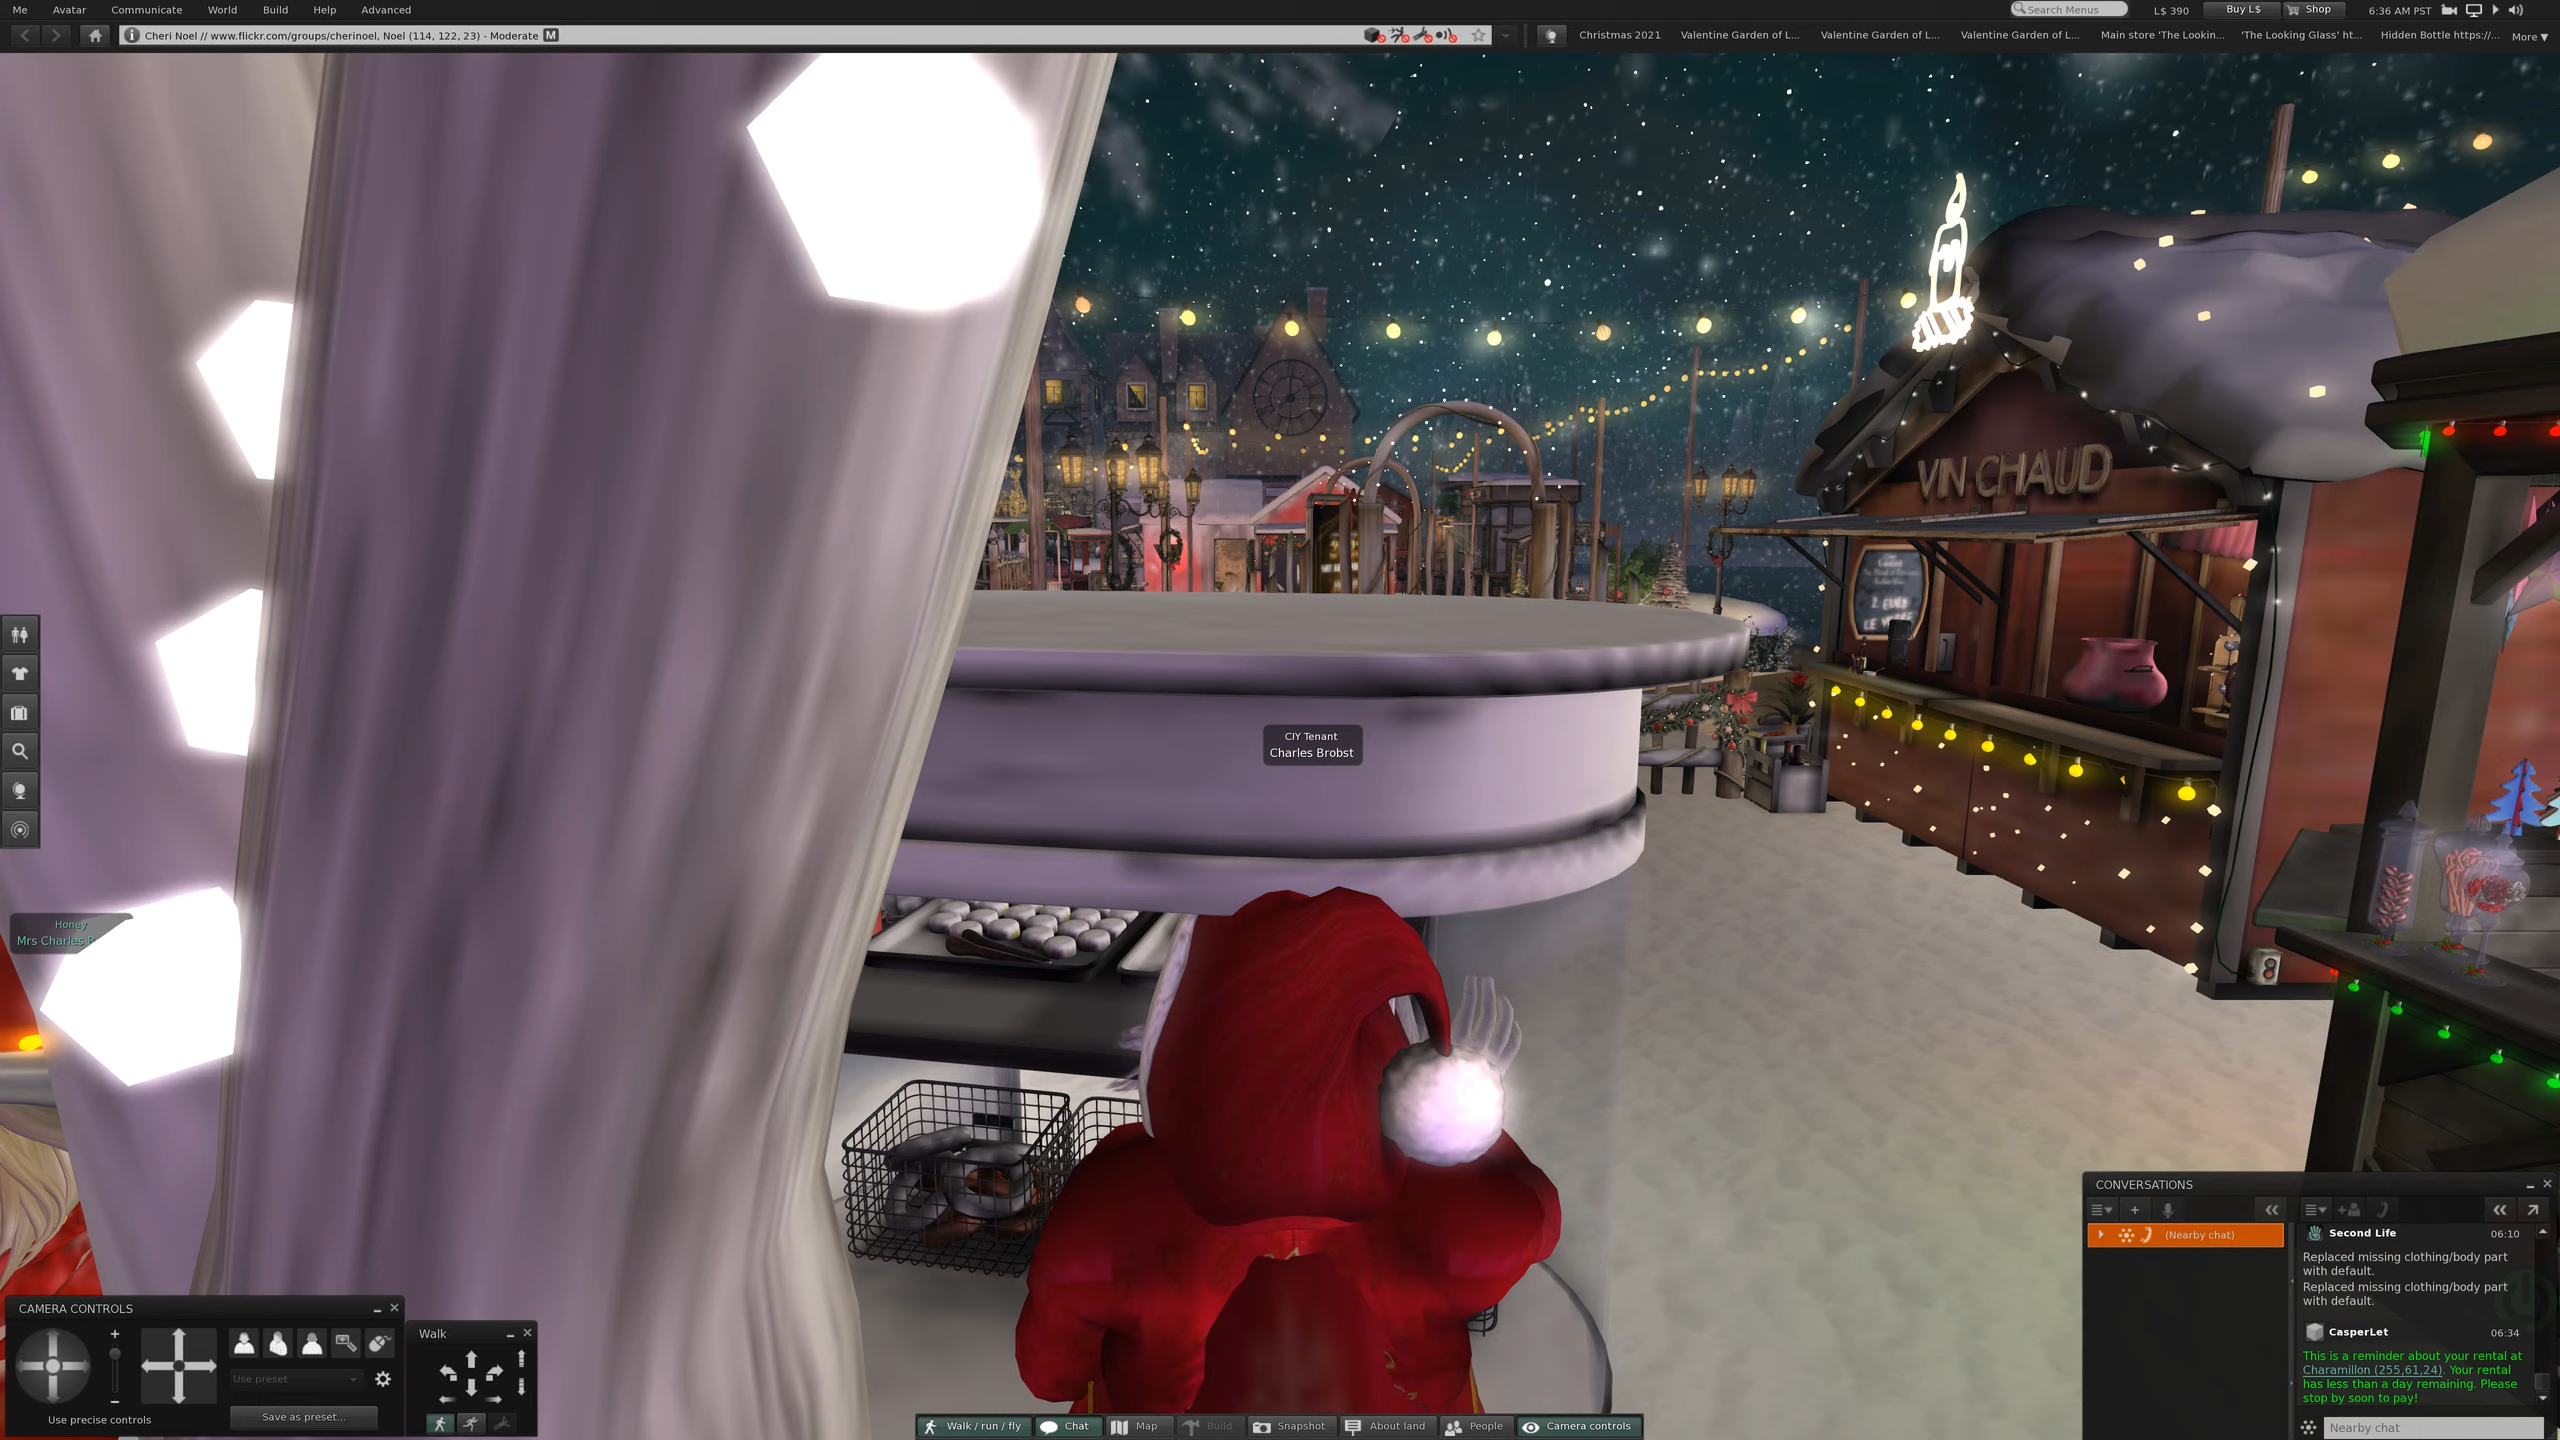 Me Avatar Communicate World Build Help Advanced
Search Menus L$ 390 Buy L$ Shop 6:36 AM PST
Cheri Noel // www.flickr.com/groups/cherinoel, Noel (114, 122, 23) - Moderate M
Christmas 2021 Valentine Garden of L... Valentine Garden of L... Valentine Garden of L... Main store 'The Lookin... 'The Looking Glass' ht... Hidden Bottle https://... More
VIN CHAUD
CIY Tenant
Charles Brobst
Honey
Mrs Charles
CAMERA CONTROLS
Use preset
Use precise controls
Save as preset...
Walk
Walk / run / fly Chat Map Build Snapshot About land People Camera controls
CONVERSATIONS
(Nearby chat)
Second Life 06:10
Replaced missing clothing/body part
with default.
Replaced missing clothing/body part
with default.
CasperLet 06:34
This is a reminder about your rental at
Charamillon (255,61,24). Your rental
has less than a day remaining. Please
stop by soon to pay!
Nearby chat